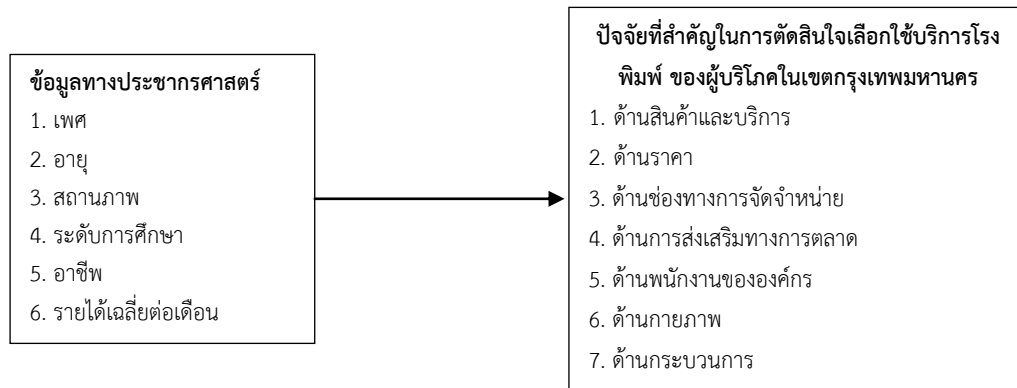 ข้อมูลทางประชากรศาสตร์
1. เพศ
2. อายุ
3. สถานภาพ
4. ระดับการศึกษา
5. อาชีพ
6. รายได้เฉลี่ยต่อเดือน
ปัจจัยที่สำคัญในการตัดสินใจเลือกใช้บริการโรง
พิมพ์ ของผู้บริโภคในเขตกรุงเทพมหานคร
1. ด้านสินค้าและบริการ
2. ด้านราคา
3. ด้านช่องทางการจัดจำหน่าย
4. ด้านการส่งเสริมทางการตลาด
5. ด้านพนักงานขององค์กร
6. ด้านกายภาพ
7. ด้านกระบวนการ